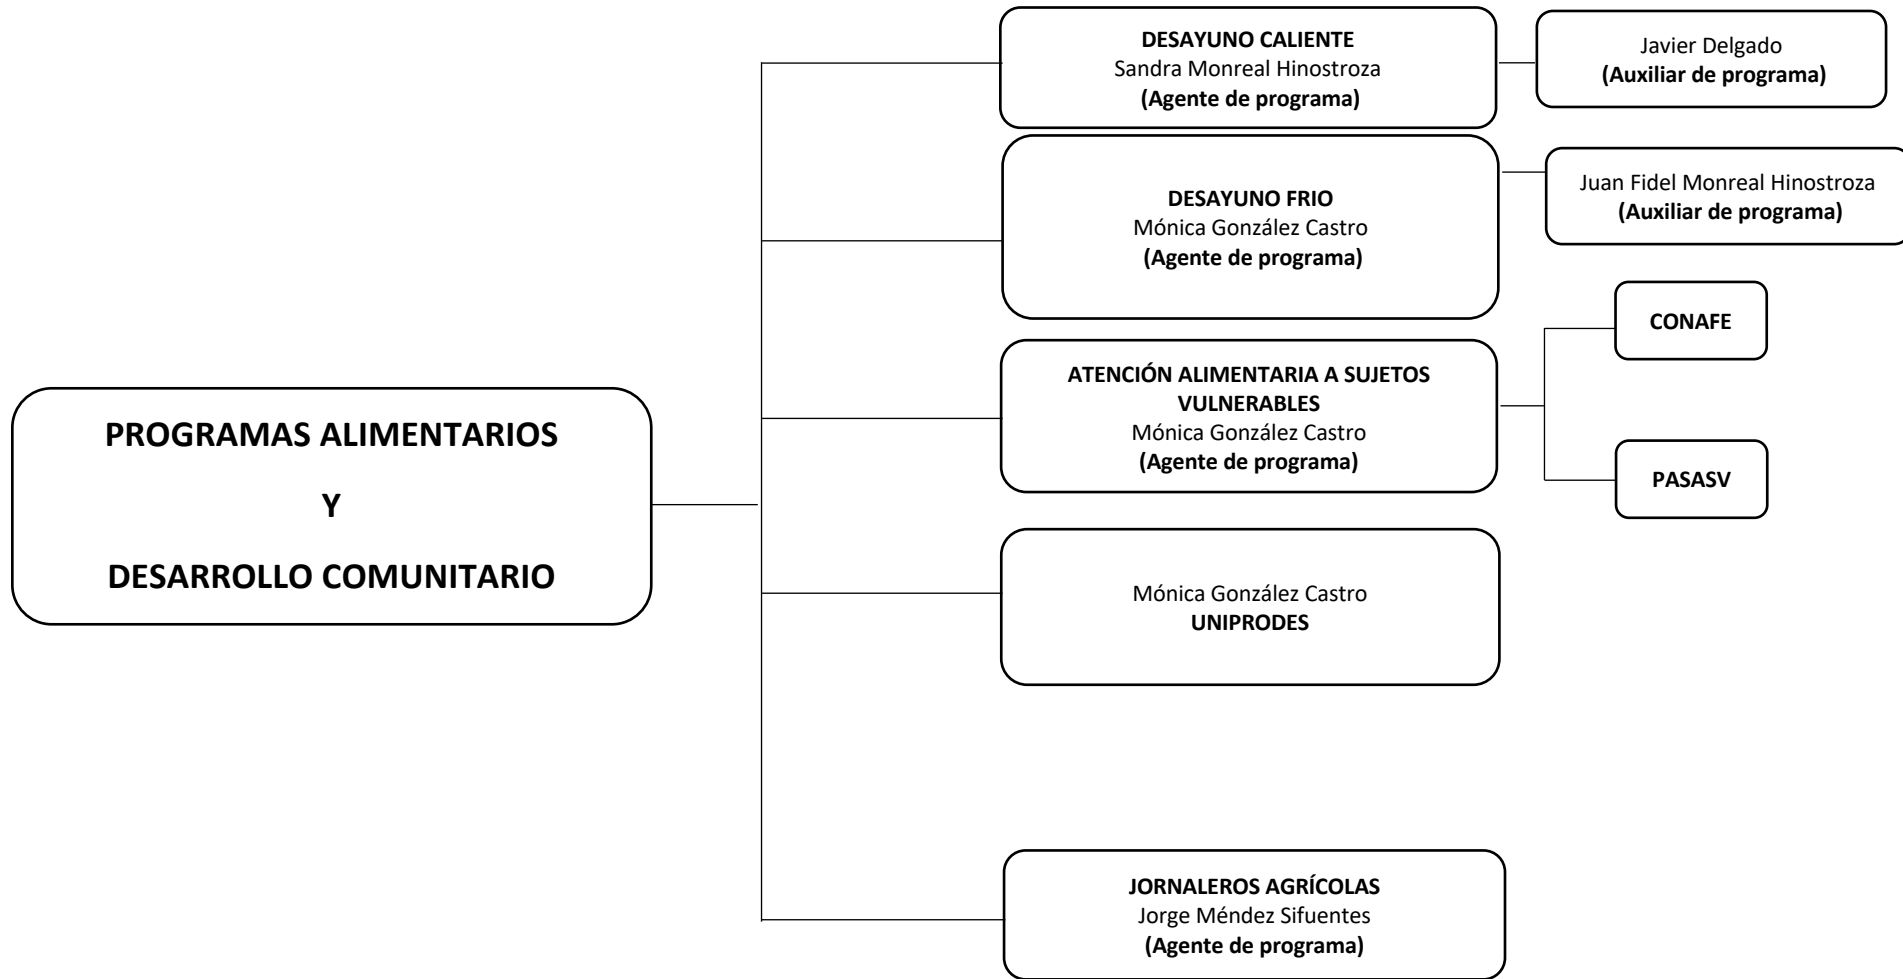 PROGRAMAS ALIMENTARIOS
Y
DESARROLLO COMUNITARIO
DESAYUNO CALIENTE
Sandra Monreal Hinostroza
(Agente de programa)
Javier Delgado
(Auxiliar de programa)
DESAYUNO FRIO
Mónica González Castro
(Agente de programa)
Juan Fidel Monreal Hinostroza
(Auxiliar de programa)
ATENCIÓN ALIMENTARIA A SUJETOS
VULNERABLES
Mónica González Castro
(Agente de programa)
CONAFE
PASASV
Mónica González Castro
UNIPRODES
JORNALEROS AGRÍCOLAS
Jorge Méndez Sifuentes
(Agente de programa)